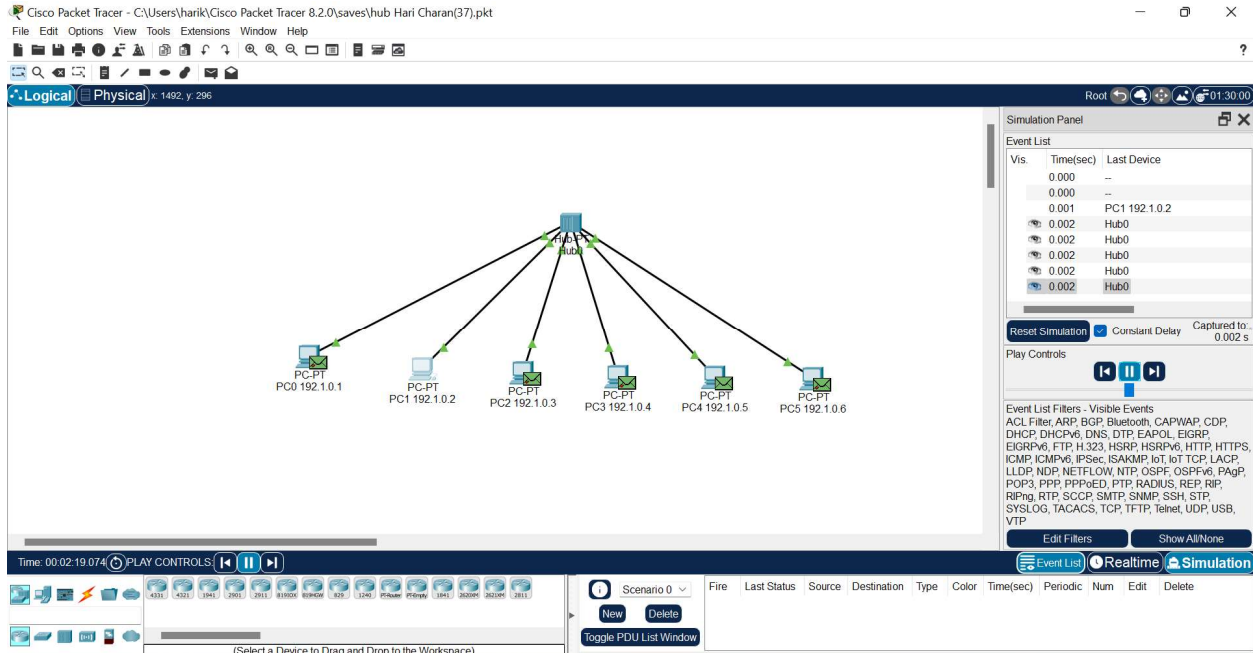 Cisco Packet Tracer - C:\Users\harik\Cisco Packet Tracer 8.2.0\saves\hub Hari Charan(37).pkt
File Edit Options View Tools Extensions Window Help
?
Logical Physical x: 1492, y: 296
Root 01:30:00
Simulation Panel
Event List
Vis. Time(sec) Last Device
0.000 --
0.000 --
0.001 PC1 192.1.0.2
0.002 Hub0
0.002 Hub0
0.002 Hub0
0.002 Hub0
0.002 Hub0
Reset Simulation Constant Delay Captured to:..
0.002 s
Play Controls
Event List Filters - Visible Events
ACL Filter, ARP, BGP, Bluetooth, CAPWAP, CDP,
DHCP, DHCPv6, DNS, DTP, EAPOL, EIGRP,
EIGRPv6, FTP, H.323, HSRP, HSRPv6, HTTP, HTTPS,
ICMP, ICMPv6, IPSec, ISAKMP, IoT, IoT TCP, LACP,
LLDP, NDP, NETFLOW, NTP, OSPF, OSPFv6, PAgP,
POP3, PPP, PPPoED, PTP, RADIUS, REP, RIP,
RIPng, RTP, SCCP, SMTP, SNMP, SSH, STP,
SYSLOG, TACACS, TCP, TFTP, Telnet, UDP, USB,
VTP
Edit Filters Show All/None
Hub-PT
Hub0
PC-PT
PC0 192.1.0.1
PC-PT
PC1 192.1.0.2
PC-PT
PC2 192.1.0.3
PC-PT
PC3 192.1.0.4
PC-PT
PC4 192.1.0.5
PC-PT
PC5 192.1.0.6
Time: 00:02:19.074 PLAY CONTROLS:
Event List Realtime Simulation
4331 4321 1941 2901 2911 819IOX 819HGW 829 1240 PT-Router PT-Empty 1841 2620XM 2621XM 2811
(Select a Device to Drag and Drop to the Workspace)
Scenario 0
New Delete
Toggle PDU List Window
Fire Last Status Source Destination Type Color Time(sec) Periodic Num Edit Delete